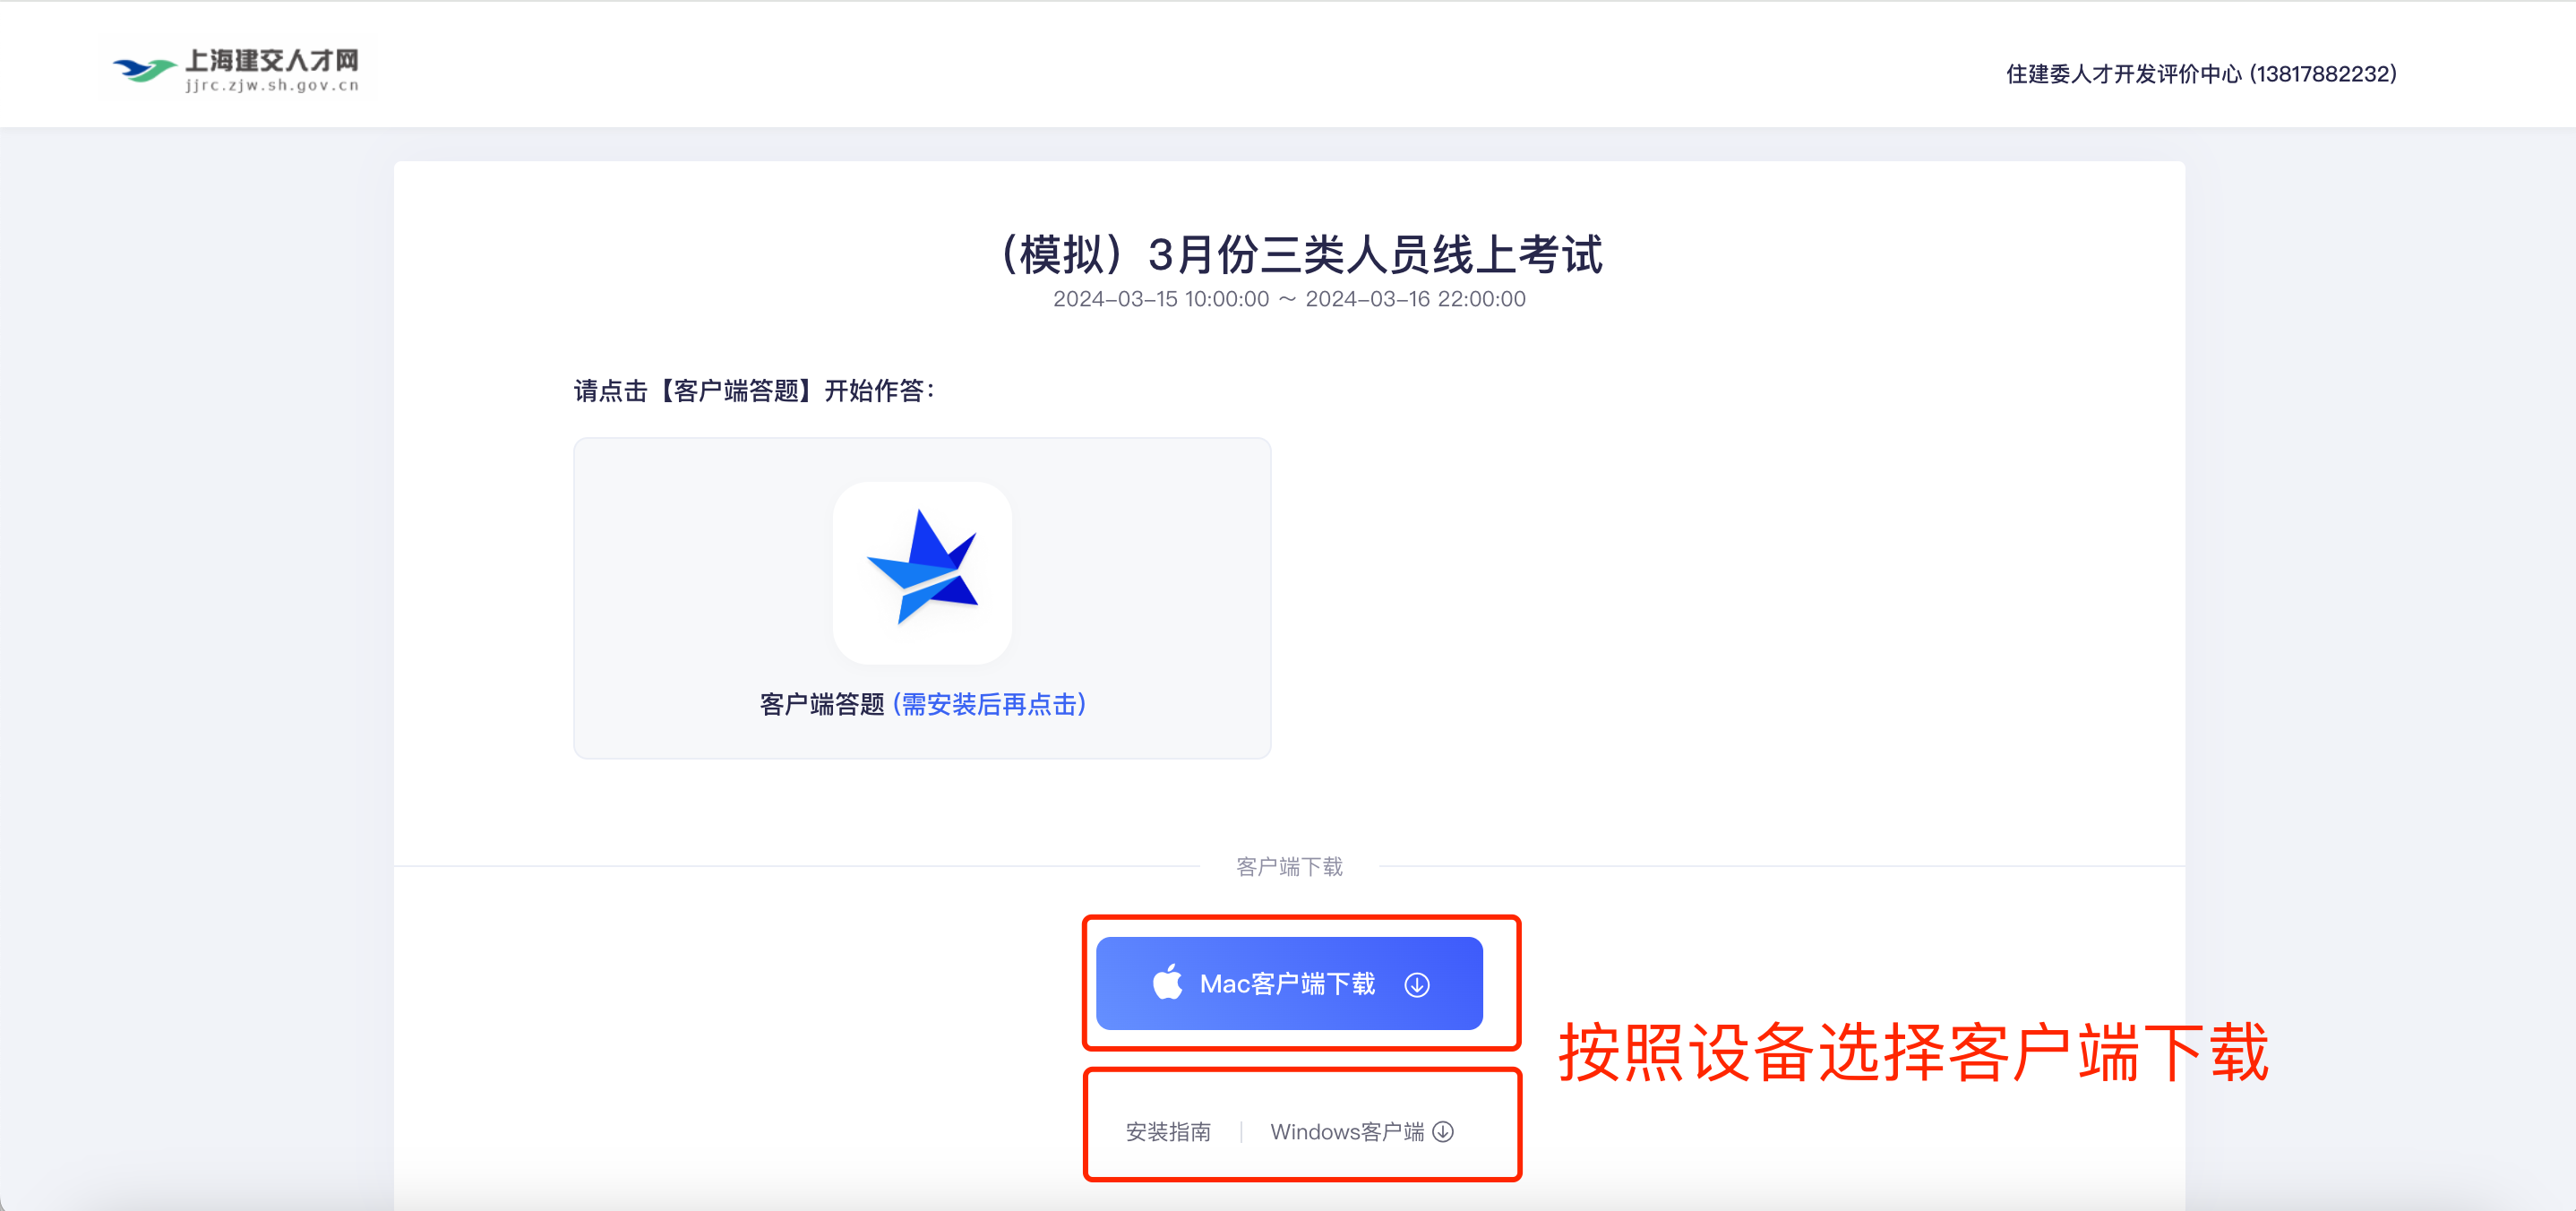 上海建交人才网
jjrc.zjw.sh.gov.cn
住建委人才开发评价中心 (13817882232)
（模拟）3月份三类人员线上考试
2024-03-15 10:00:00 ～ 2024-03-16 22:00:00
请点击【客户端答题】开始作答：
客户端答题 (需安装后再点击)
客户端下载
Mac客户端下载
按照设备选择客户端下载
安装指南 | Windows客户端